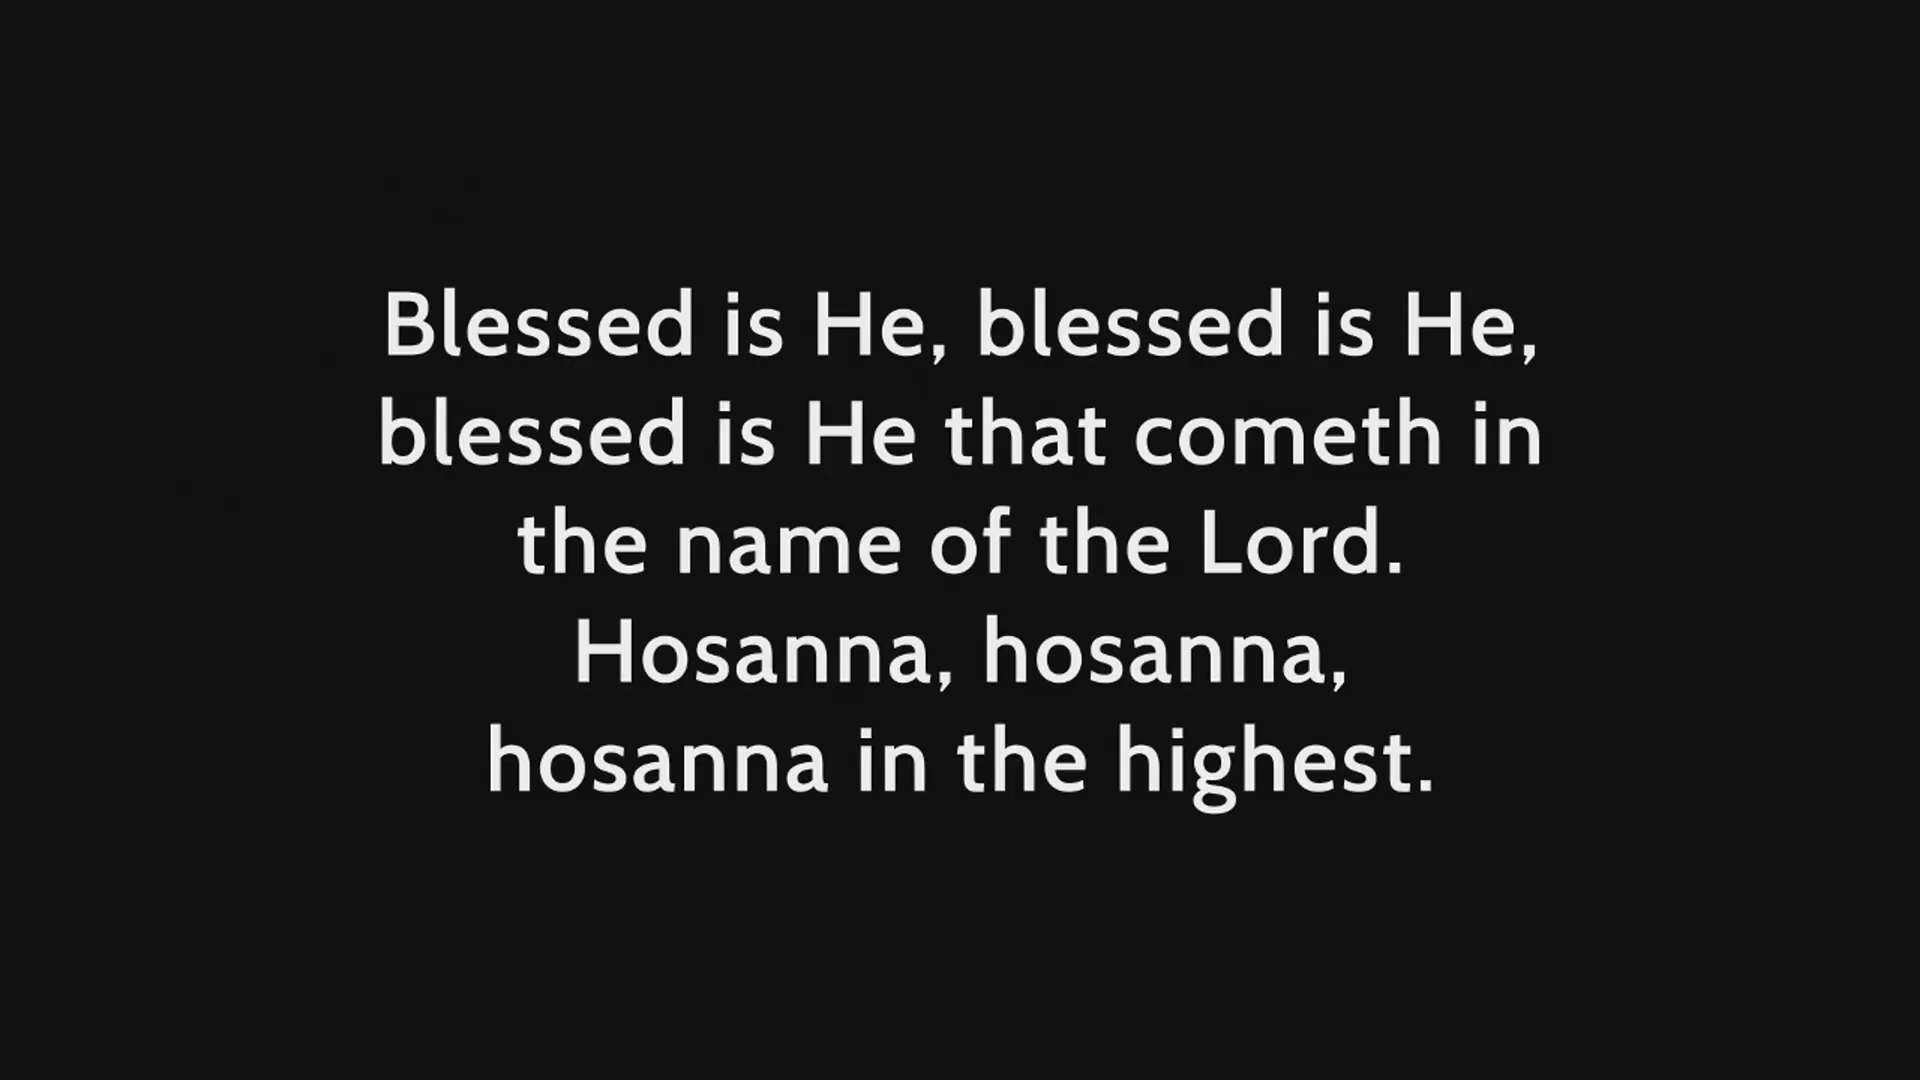 Blessed is He, blessed is He,
blessed is He that cometh in
the name of the Lord.
Hosanna, hosanna,
hosanna in the highest.